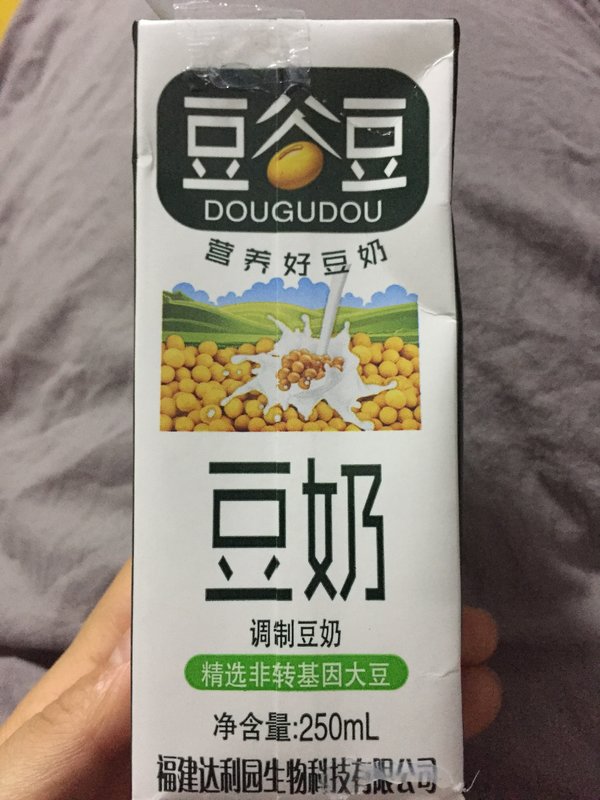 豆谷豆
DOUGUDOU
营养好豆奶
豆奶
调制豆奶
精选非转基因大豆
净含量:250mL
福建达利园生物科技有限公司